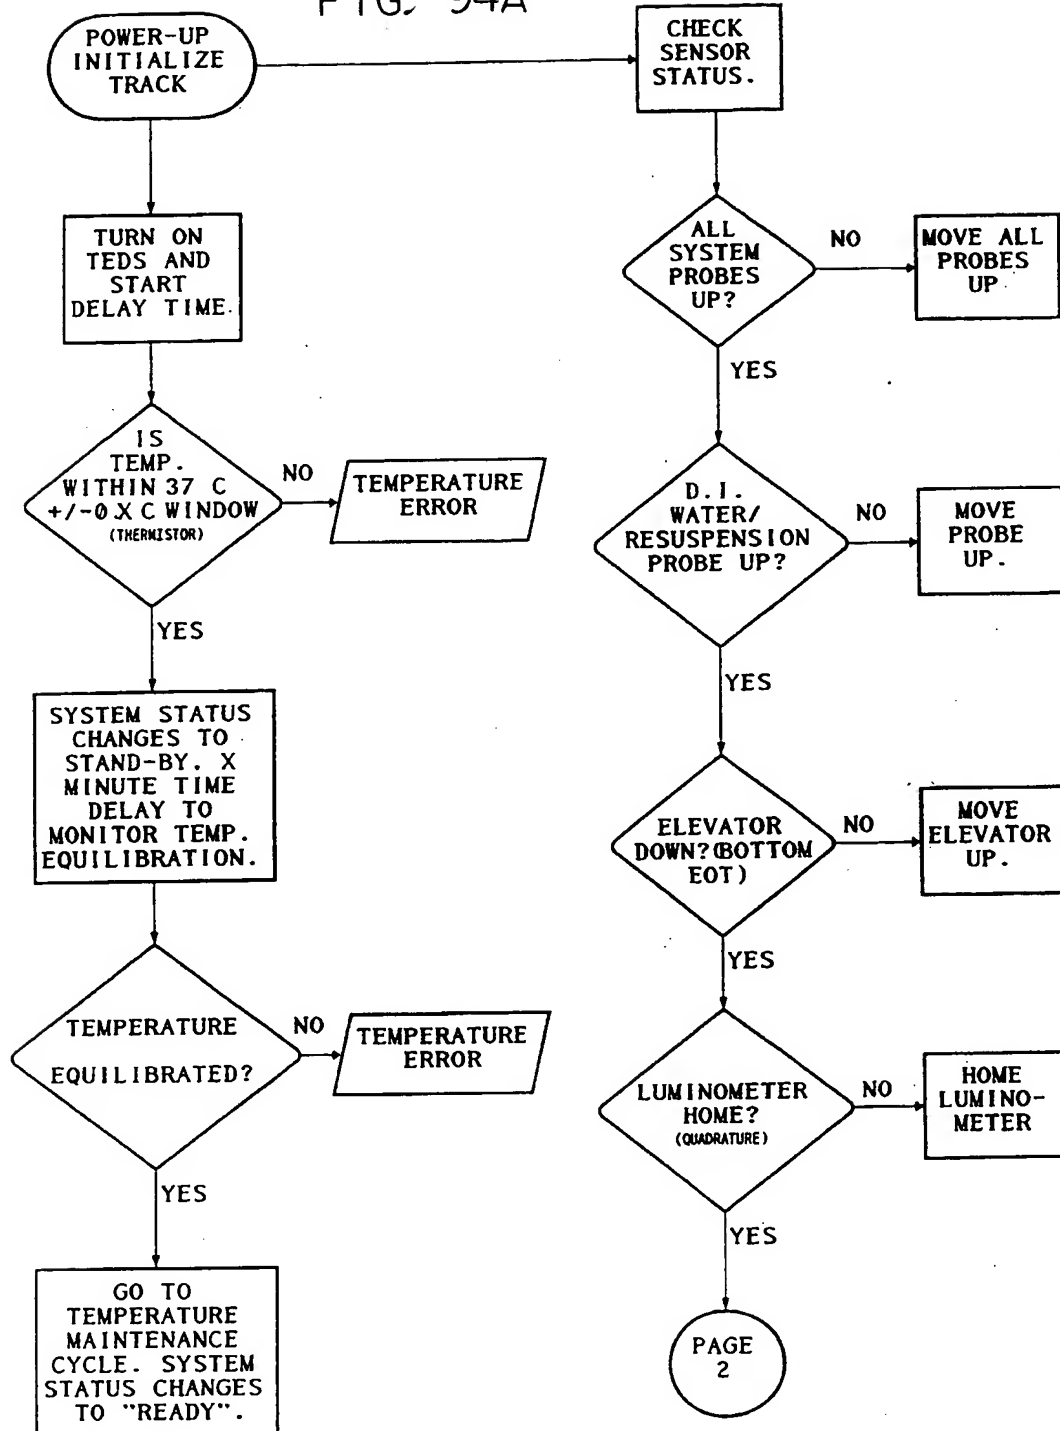 FIG. 94A
POWER-UP
INITIALIZE
TRACK
TURN ON
TEDS AND
START
DELAY TIME.
IS
TEMP.
WITHIN 37 C
+/-0.X C WINDOW
(THERMISTOR)
NO
TEMPERATURE
ERROR
YES
SYSTEM STATUS
CHANGES TO
STAND-BY. X
MINUTE TIME
DELAY TO
MONITOR TEMP.
EQUILIBRATION.
TEMPERATURE
EQUILIBRATED?
NO
TEMPERATURE
ERROR
YES
GO TO
TEMPERATURE
MAINTENANCE
CYCLE. SYSTEM
STATUS CHANGES
TO "READY".
CHECK
SENSOR
STATUS.
ALL
SYSTEM
PROBES
UP?
NO
MOVE ALL
PROBES
UP
YES
D.I.
WATER/
RESUSPENSION
PROBE UP?
NO
MOVE
PROBE
UP.
YES
ELEVATOR
DOWN?(BOTTOM
EOT)
NO
MOVE
ELEVATOR
UP.
YES
LUMINOMETER
HOME?
(QUADRATURE)
NO
HOME
LUMINO-
METER
YES
PAGE
2